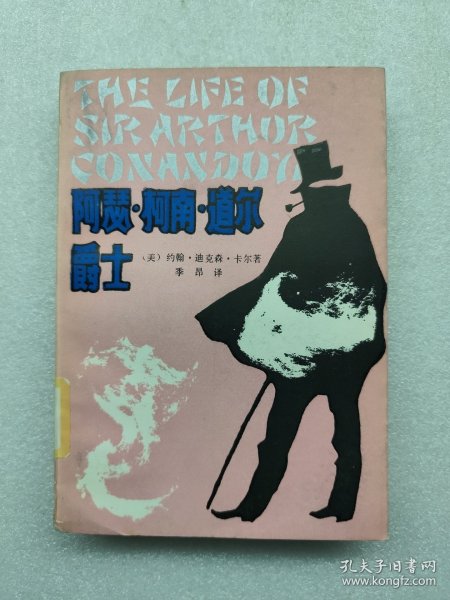 THE LIFE OF
SIR ARTHUR
CONAN DOYL
阿瑟·柯南·道尔
爵士
（美）约翰·迪克森·卡尔著
季昂译
孔夫子旧书网
www.kongfz.com